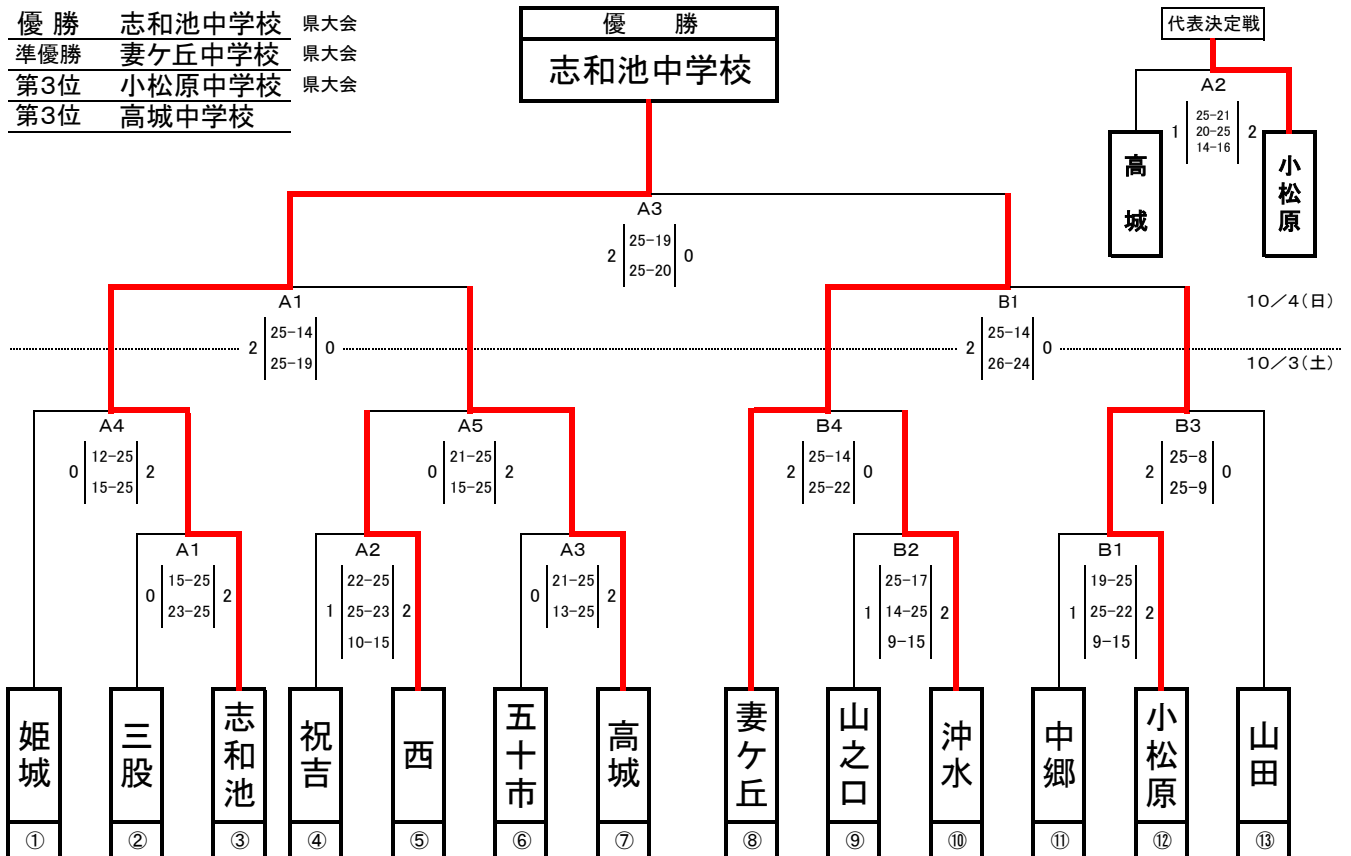 優 勝 志和池中学校 県大会
準優勝 妻ケ丘中学校 県大会
第3位 小松原中学校 県大会
第3位 高城中学校
優 勝
志和池中学校
代表決定戦
A2
25-21
1 20-25 2
14-16
高城
小松原
A3
25-19
2 0
25-20
A1
25-14
2 0
25-19
B1
25-14
2 0
26-24
10/4(日)
10/3(土)
A4
12-25
0 2
15-25
A5
21-25
0 2
15-25
B4
25-14
2 0
25-22
B3
25-8
2 0
25-9
A1
15-25
0 2
23-25
A2
22-25
1 25-23 2
10-15
A3
21-25
0 2
13-25
B2
25-17
1 14-25 2
9-15
B1
19-25
1 25-22 2
9-15
姫城
三股
志和池
祝吉
西
五十市
高城
妻ケ丘
山之口
沖水
中郷
小松原
山田
① ② ③ ④ ⑤ ⑥ ⑦ ⑧ ⑨ ⑩ ⑪ ⑫ ⑬